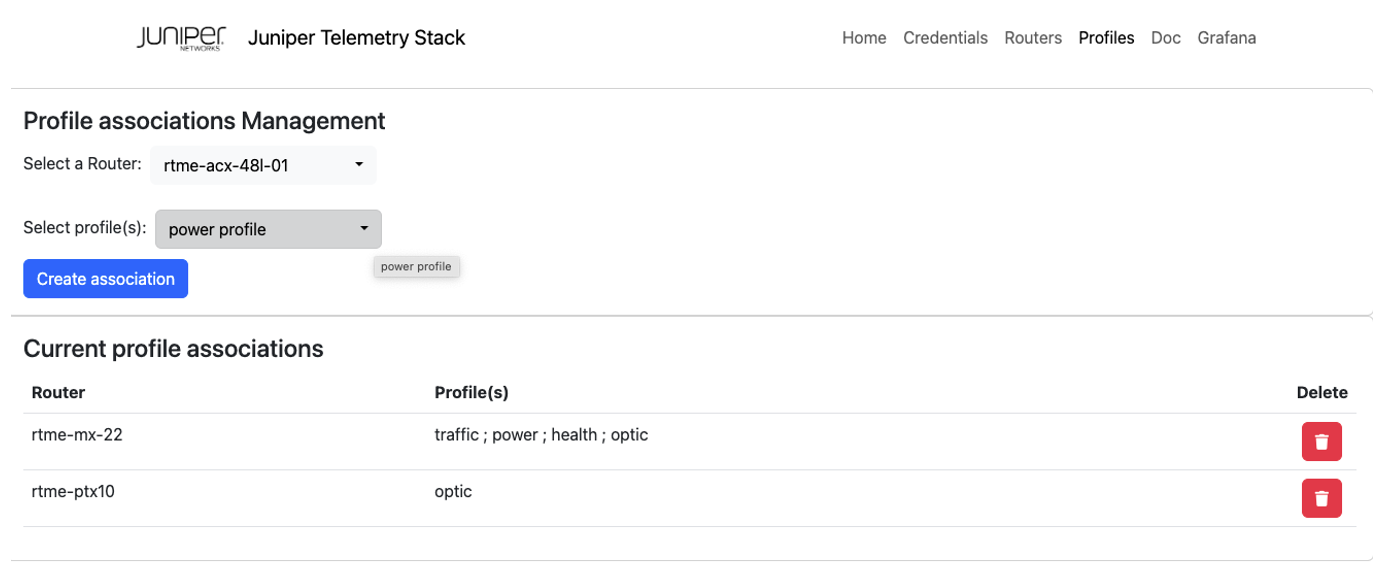 JUNIPER NETWORKS Juniper Telemetry Stack Home Credentials Routers Profiles Doc Grafana
Profile associations Management
Select a Router: rtme-acx-48l-01
Select profile(s): power profile
power profile
Create association
Current profile associations
Router Profile(s) Delete
rtme-mx-22 traffic ; power ; health ; optic
rtme-ptx10 optic